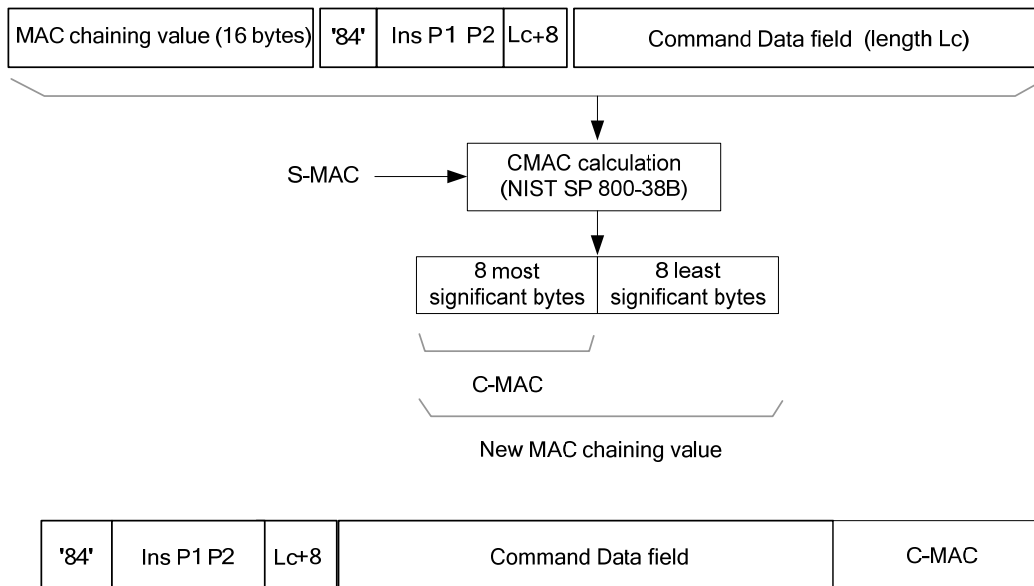 MAC chaining value (16 bytes) '84' Ins P1 P2 Lc+8 Command Data field (length Lc)
S-MAC
CMAC calculation
(NIST SP 800-38B)
8 most
significant bytes
8 least
significant bytes
C-MAC
New MAC chaining value
'84' Ins P1 P2 Lc+8 Command Data field C-MAC